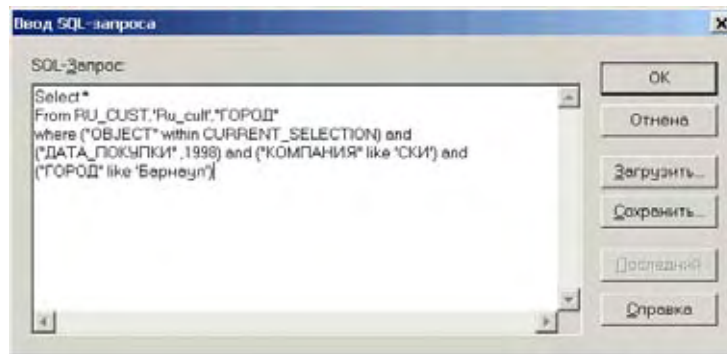 Ввод SQL-запроса
SQL-Запрос:
Select *
From RU_CUST,"Ru_cult","ГОРОД"
where ("OBJECT" within CURRENT_SELECTION) and
("ДАТА_ПОКУПКИ" ,1998) and ("КОМПАНИЯ" like 'СКИ') and
("ГОРОД" like 'Барнаул')
OK
Отмена
Загрузить...
Сохранить...
Последний
Справка